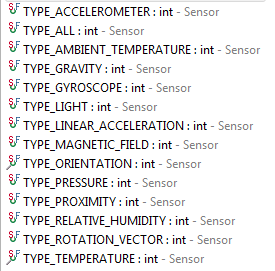 TYPE_ACCELEROMETER : int - Sensor
TYPE_ALL : int - Sensor
TYPE_AMBIENT_TEMPERATURE : int - Sensor
TYPE_GRAVITY : int - Sensor
TYPE_GYROSCOPE : int - Sensor
TYPE_LIGHT : int - Sensor
TYPE_LINEAR_ACCELERATION : int - Sensor
TYPE_MAGNETIC_FIELD : int - Sensor
TYPE_ORIENTATION : int - Sensor
TYPE_PRESSURE : int - Sensor
TYPE_PROXIMITY : int - Sensor
TYPE_RELATIVE_HUMIDITY : int - Sensor
TYPE_ROTATION_VECTOR : int - Sensor
TYPE_TEMPERATURE : int - Sensor